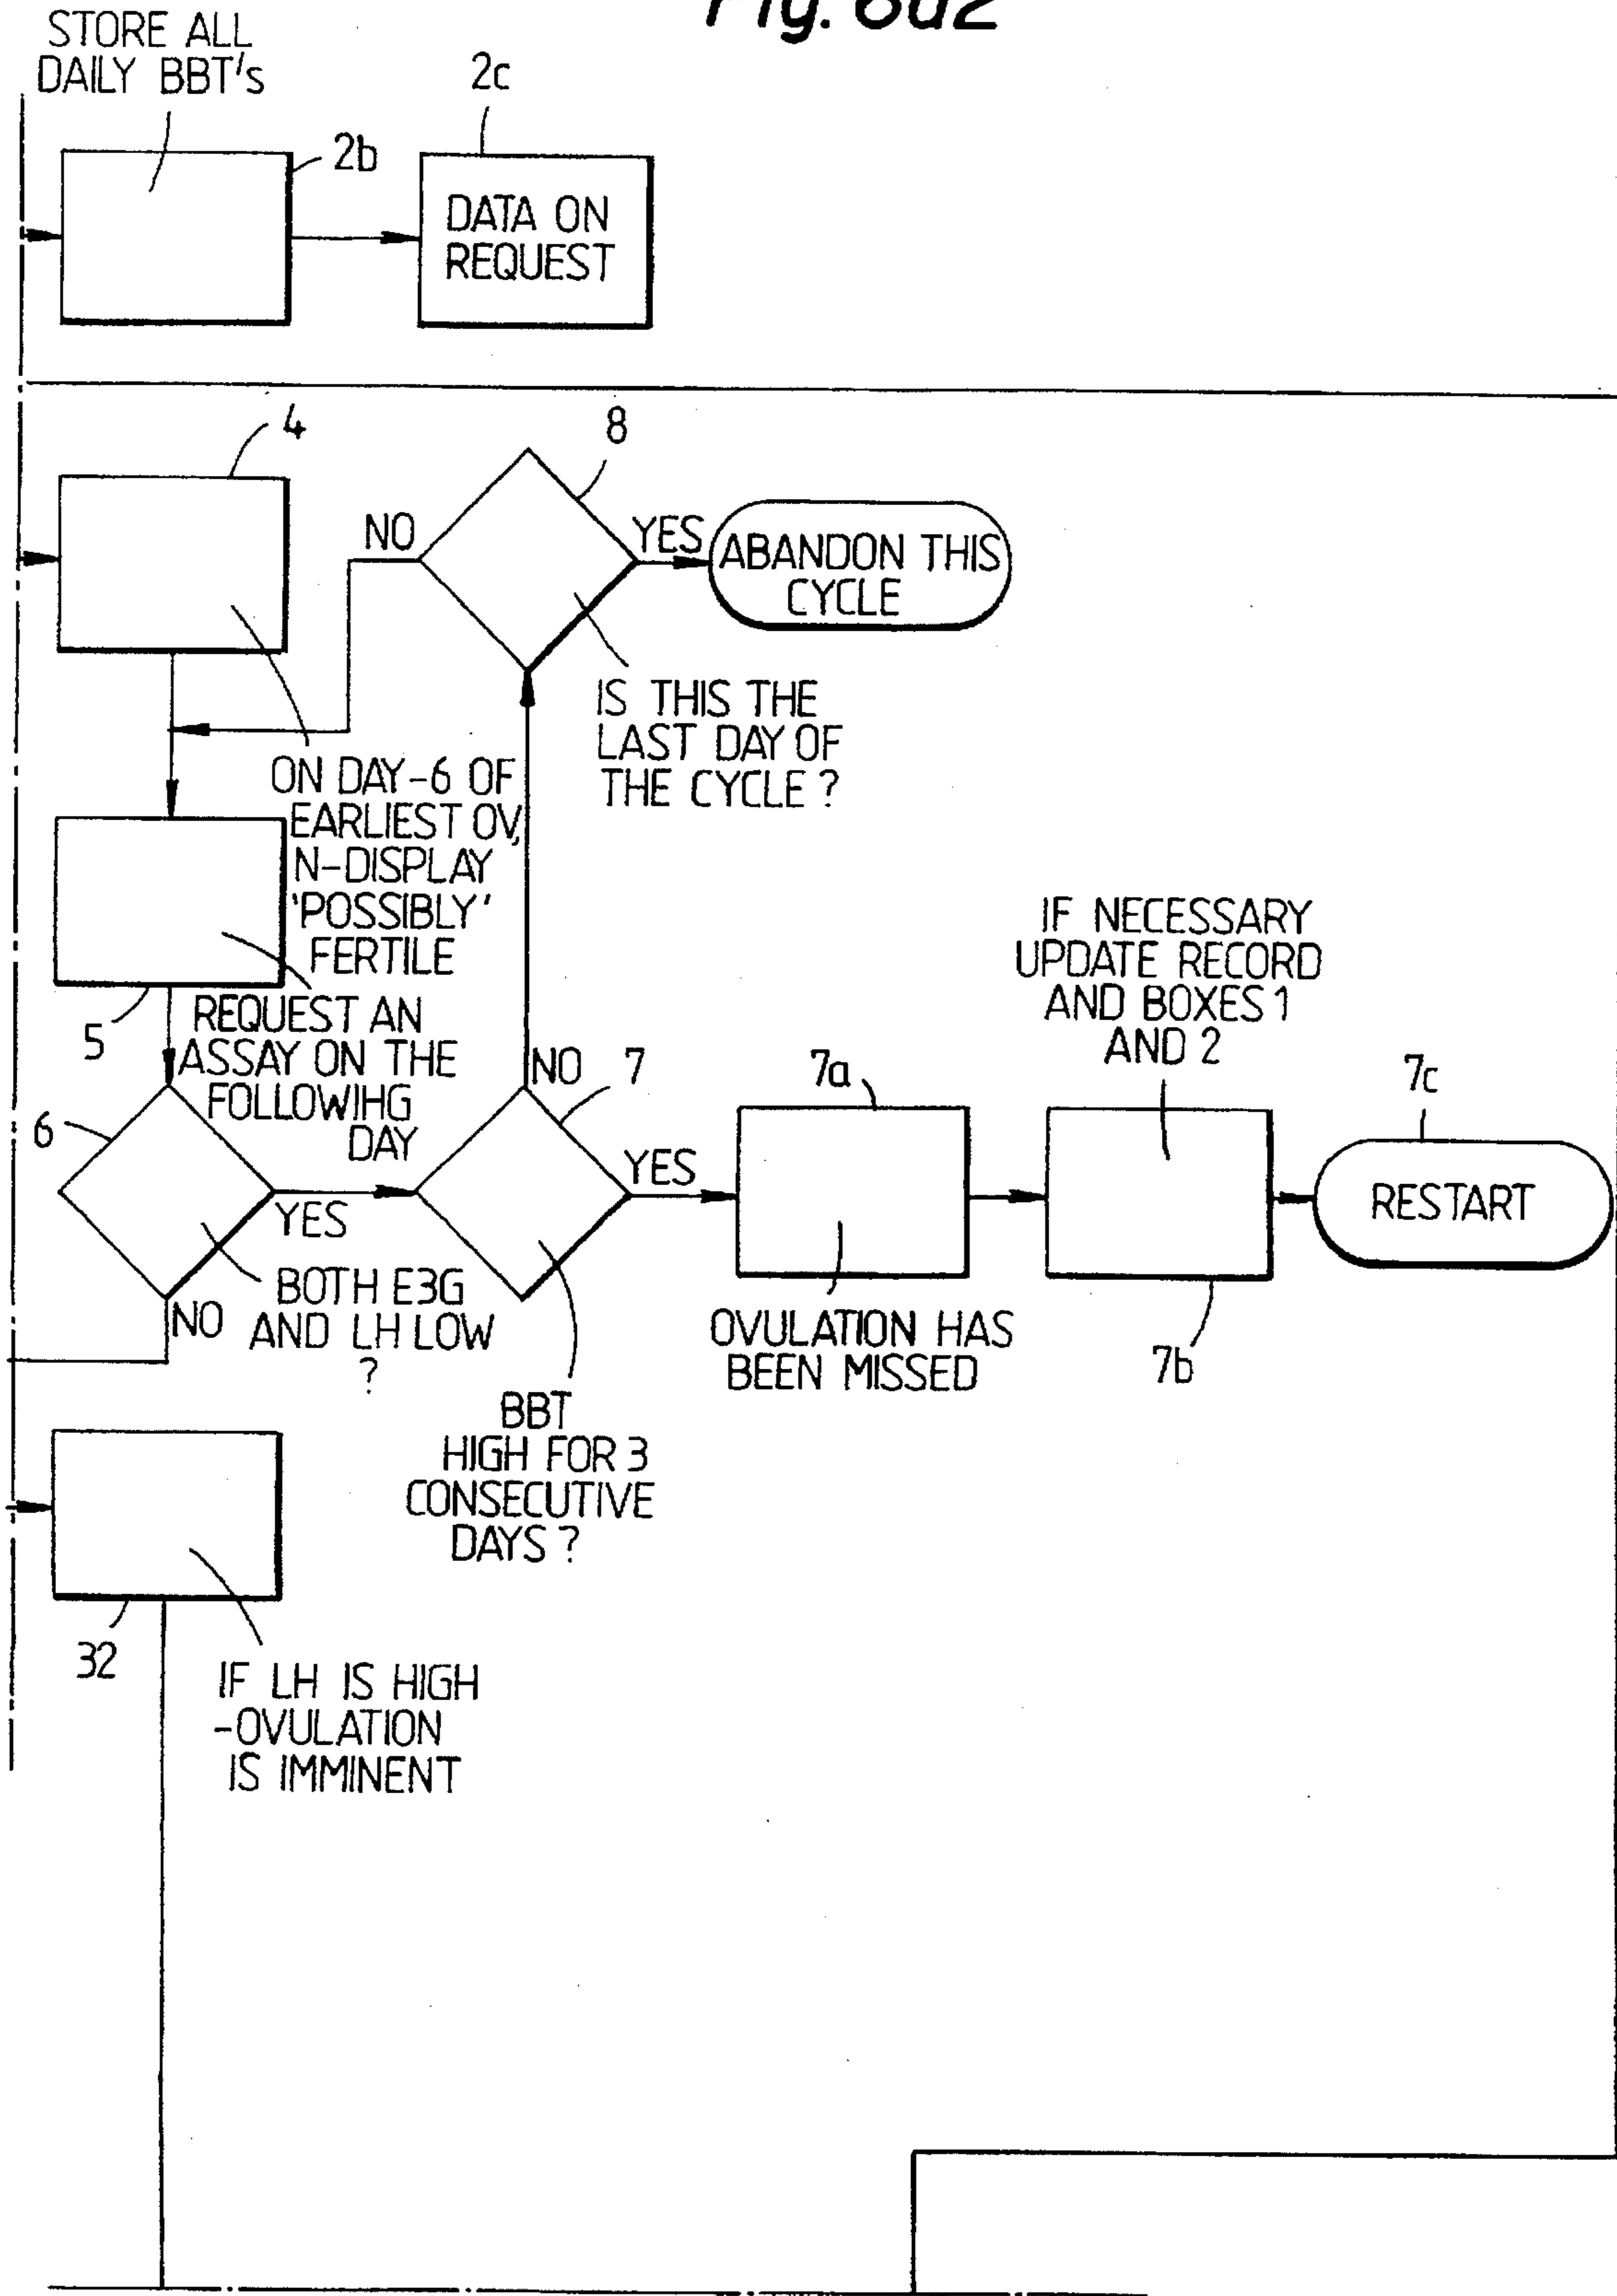 Fig. 6a2
STORE ALL
DAILY BBT's
2b
2c
DATA ON
REQUEST
4
8
NO
YES
ABANDON THIS
CYCLE
IS THIS THE
LAST DAY OF
THE CYCLE ?
ON DAY-6 OF
EARLIEST OV,
N-DISPLAY
'POSSIBLY'
FERTILE
5
REQUEST AN
ASSAY ON THE
FOLLOWIHG
DAY
6
YES
NO
BOTH E3G
AND LH LOW
?
NO
7
YES
BBT
HIGH FOR 3
CONSECUTIVE
DAYS ?
7a
OVULATION HAS
BEEN MISSED
IF NECESSARY
UPDATE RECORD
AND BOXES 1
AND 2
7b
7c
RESTART
32
IF LH IS HIGH
-OVULATION
IS IMMINENT